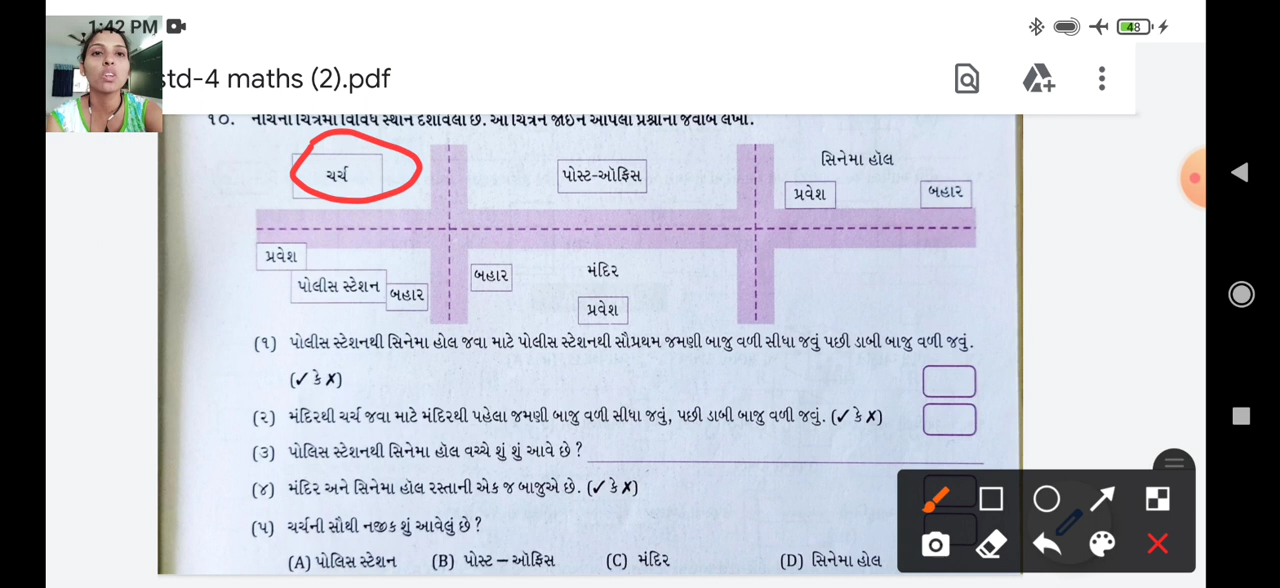 1:42 PM
48
std-4 maths (2).pdf
૧૦. નીચેના ચિત્રમાં વિવિધ સ્થાન દર્શાવેલા છે. આ ચિત્રને જોઈને આપેલા પ્રશ્નોના જવાબ લખો.
સિનેમા હૉલ
ચર્ચ
પોસ્ટ-ઑફિસ
પ્રવેશ
બહાર
પ્રવેશ
પોલીસ સ્ટેશન
બહાર
બહાર
મંદિર
પ્રવેશ
(૧) પોલીસ સ્ટેશનથી સિનેમા હોલ જવા માટે પોલીસ સ્ટેશનથી સૌપ્રથમ જમણી બાજુ વળી સીધા જવું પછી ડાબી બાજુ વળી જવું.
(✓ કે ✗)
(૨) મંદિરથી ચર્ચ જવા માટે મંદિરથી પહેલા જમણી બાજુ વળી સીધા જવું, પછી ડાબી બાજુ વળી જવું. (✓ કે ✗)
(૩) પોલિસ સ્ટેશનથી સિનેમા હૉલ વચ્ચે શું શું આવે છે ?
(૪) મંદિર અને સિનેમા હૉલ રસ્તાની એક જ બાજુએ છે. (✓ કે ✗)
(૫) ચર્ચની સૌથી નજીક શું આવેલું છે ?
(A) પોલિસ સ્ટેશન (B) પોસ્ટ – ઑફિસ (C) મંદિર (D) સિનેમા હોલ